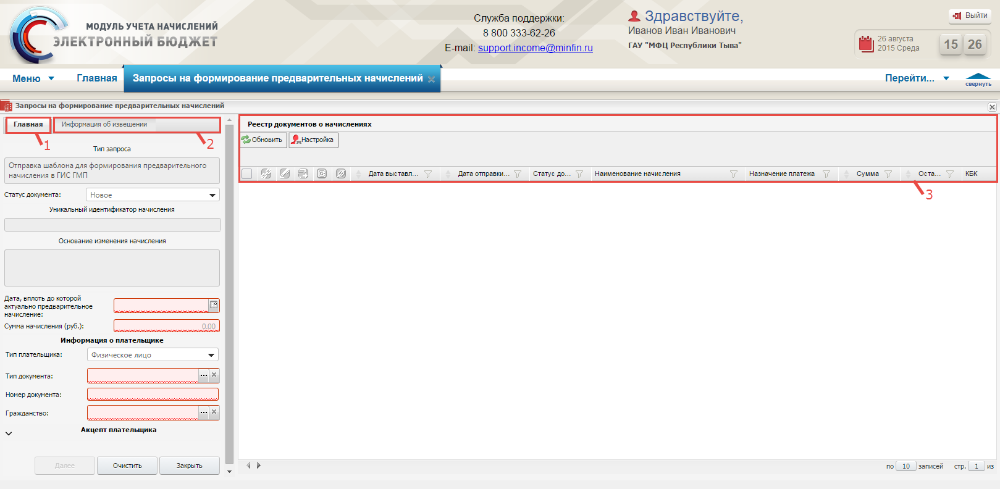 МОДУЛЬ УЧЕТА НАЧИСЛЕНИЙ
ЭЛЕКТРОННЫЙ БЮДЖЕТ
Служба поддержки:
8 800 333-62-26
E-mail: support.income@minfin.ru
Здравствуйте,
Иванов Иван Иванович
ГАУ "МФЦ Республики Тыва"
Выйти
26 августа
2015 Среда
15 26
Меню
Главная
Запросы на формирование предварительных начислений
Перейти...
свернуть
Запросы на формирование предварительных начислений
Главная
Информация об извещении
1
2
Тип запроса
Отправка шаблона для формирования предварительного
начисления в ГИС ГМП
Статус документа:
Новое
Уникальный идентификатор начисления
Основание изменения начисления
Дата, вплоть до которой
актуально предварительное
начисление:
Сумма начисления (руб.):
0.00
Информация о плательщике
Тип плательщика:
Физическое лицо
Тип документа:
Номер документа:
Гражданство:
Акцепт плательщика
Далее
Очистить
Закрыть
Реестр документов о начислениях
Обновить
Настройка
Дата выставл...
Дата отправки...
Статус до...
Наименование начисления
Назначение платежа
Сумма
Оста...
КБК
3
по 10 записей стр. 1 из